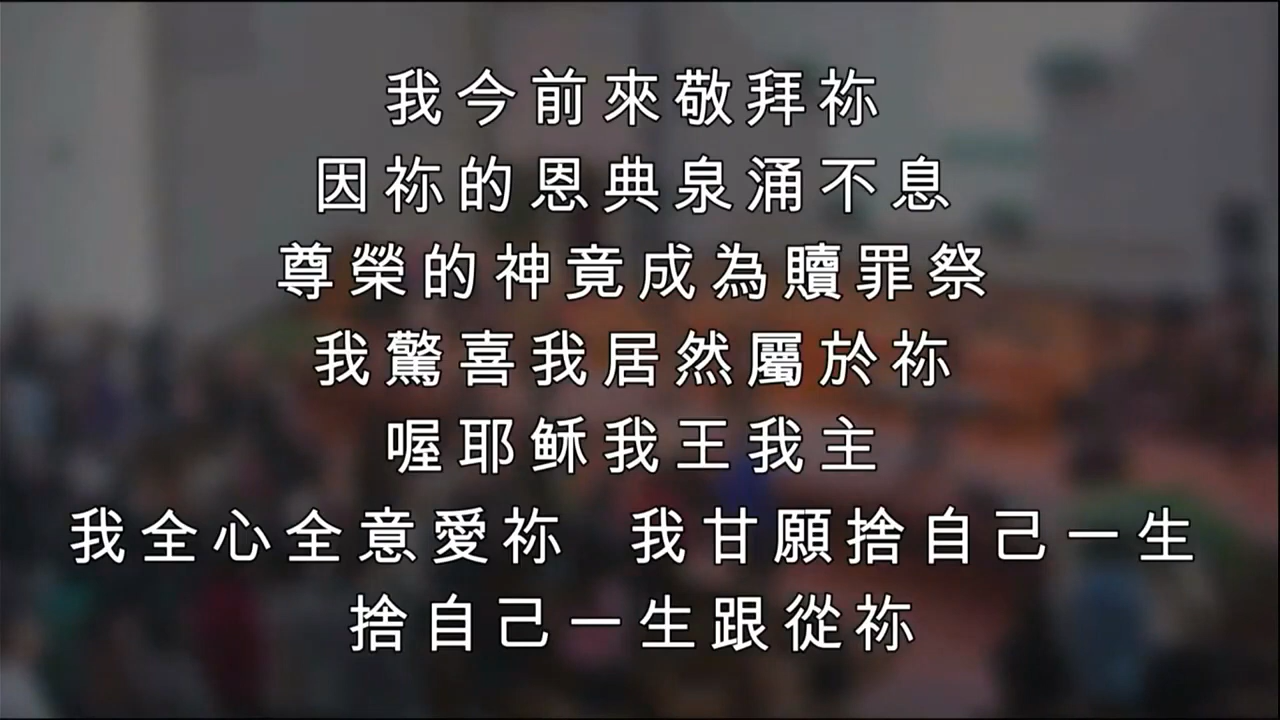 我今前來敬拜祢
因祢的恩典泉涌不息
尊榮的神竟成為贖罪祭
我驚喜我居然屬於祢
喔耶穌我王我主
我全心全意愛祢 我甘願捨自己一生
捨自己一生跟從祢